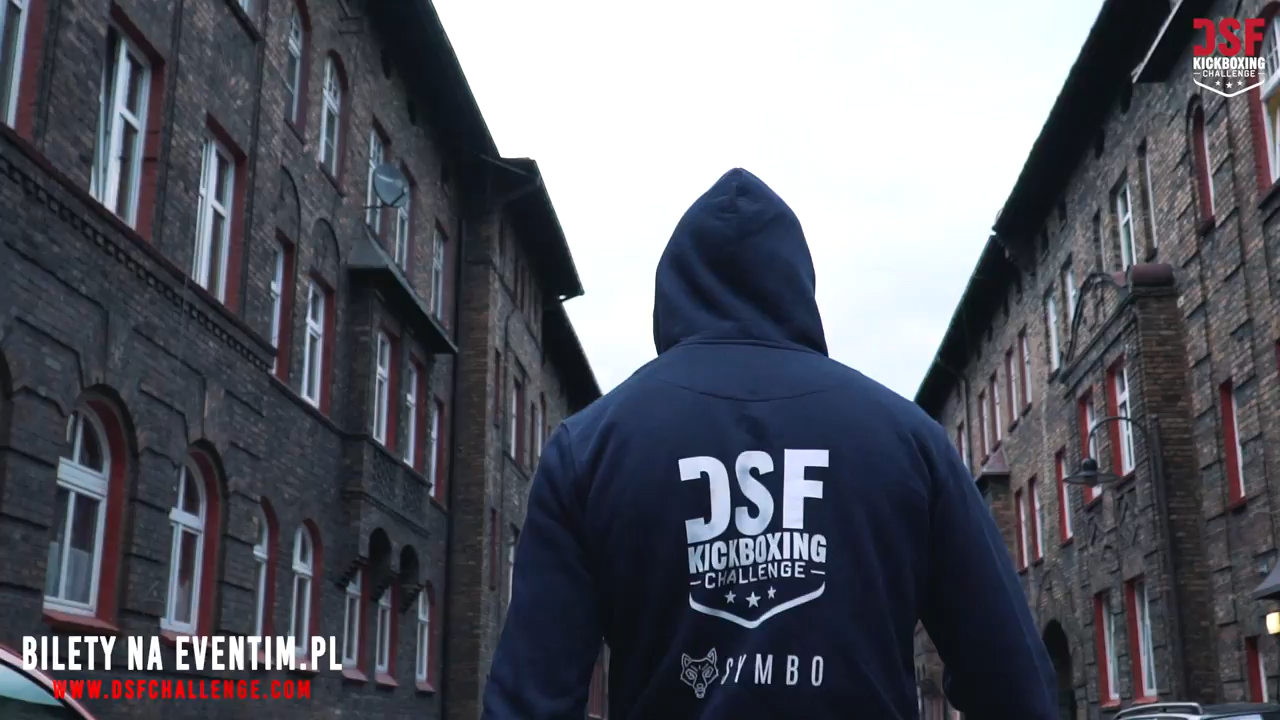 DSF
KICKBOXING
CHALLENGE
DSF
KICKBOXING
CHALLENGE
SYMBO
BILETY NA EVENTIM.PL
WWW.DSFCHALLENGE.COM